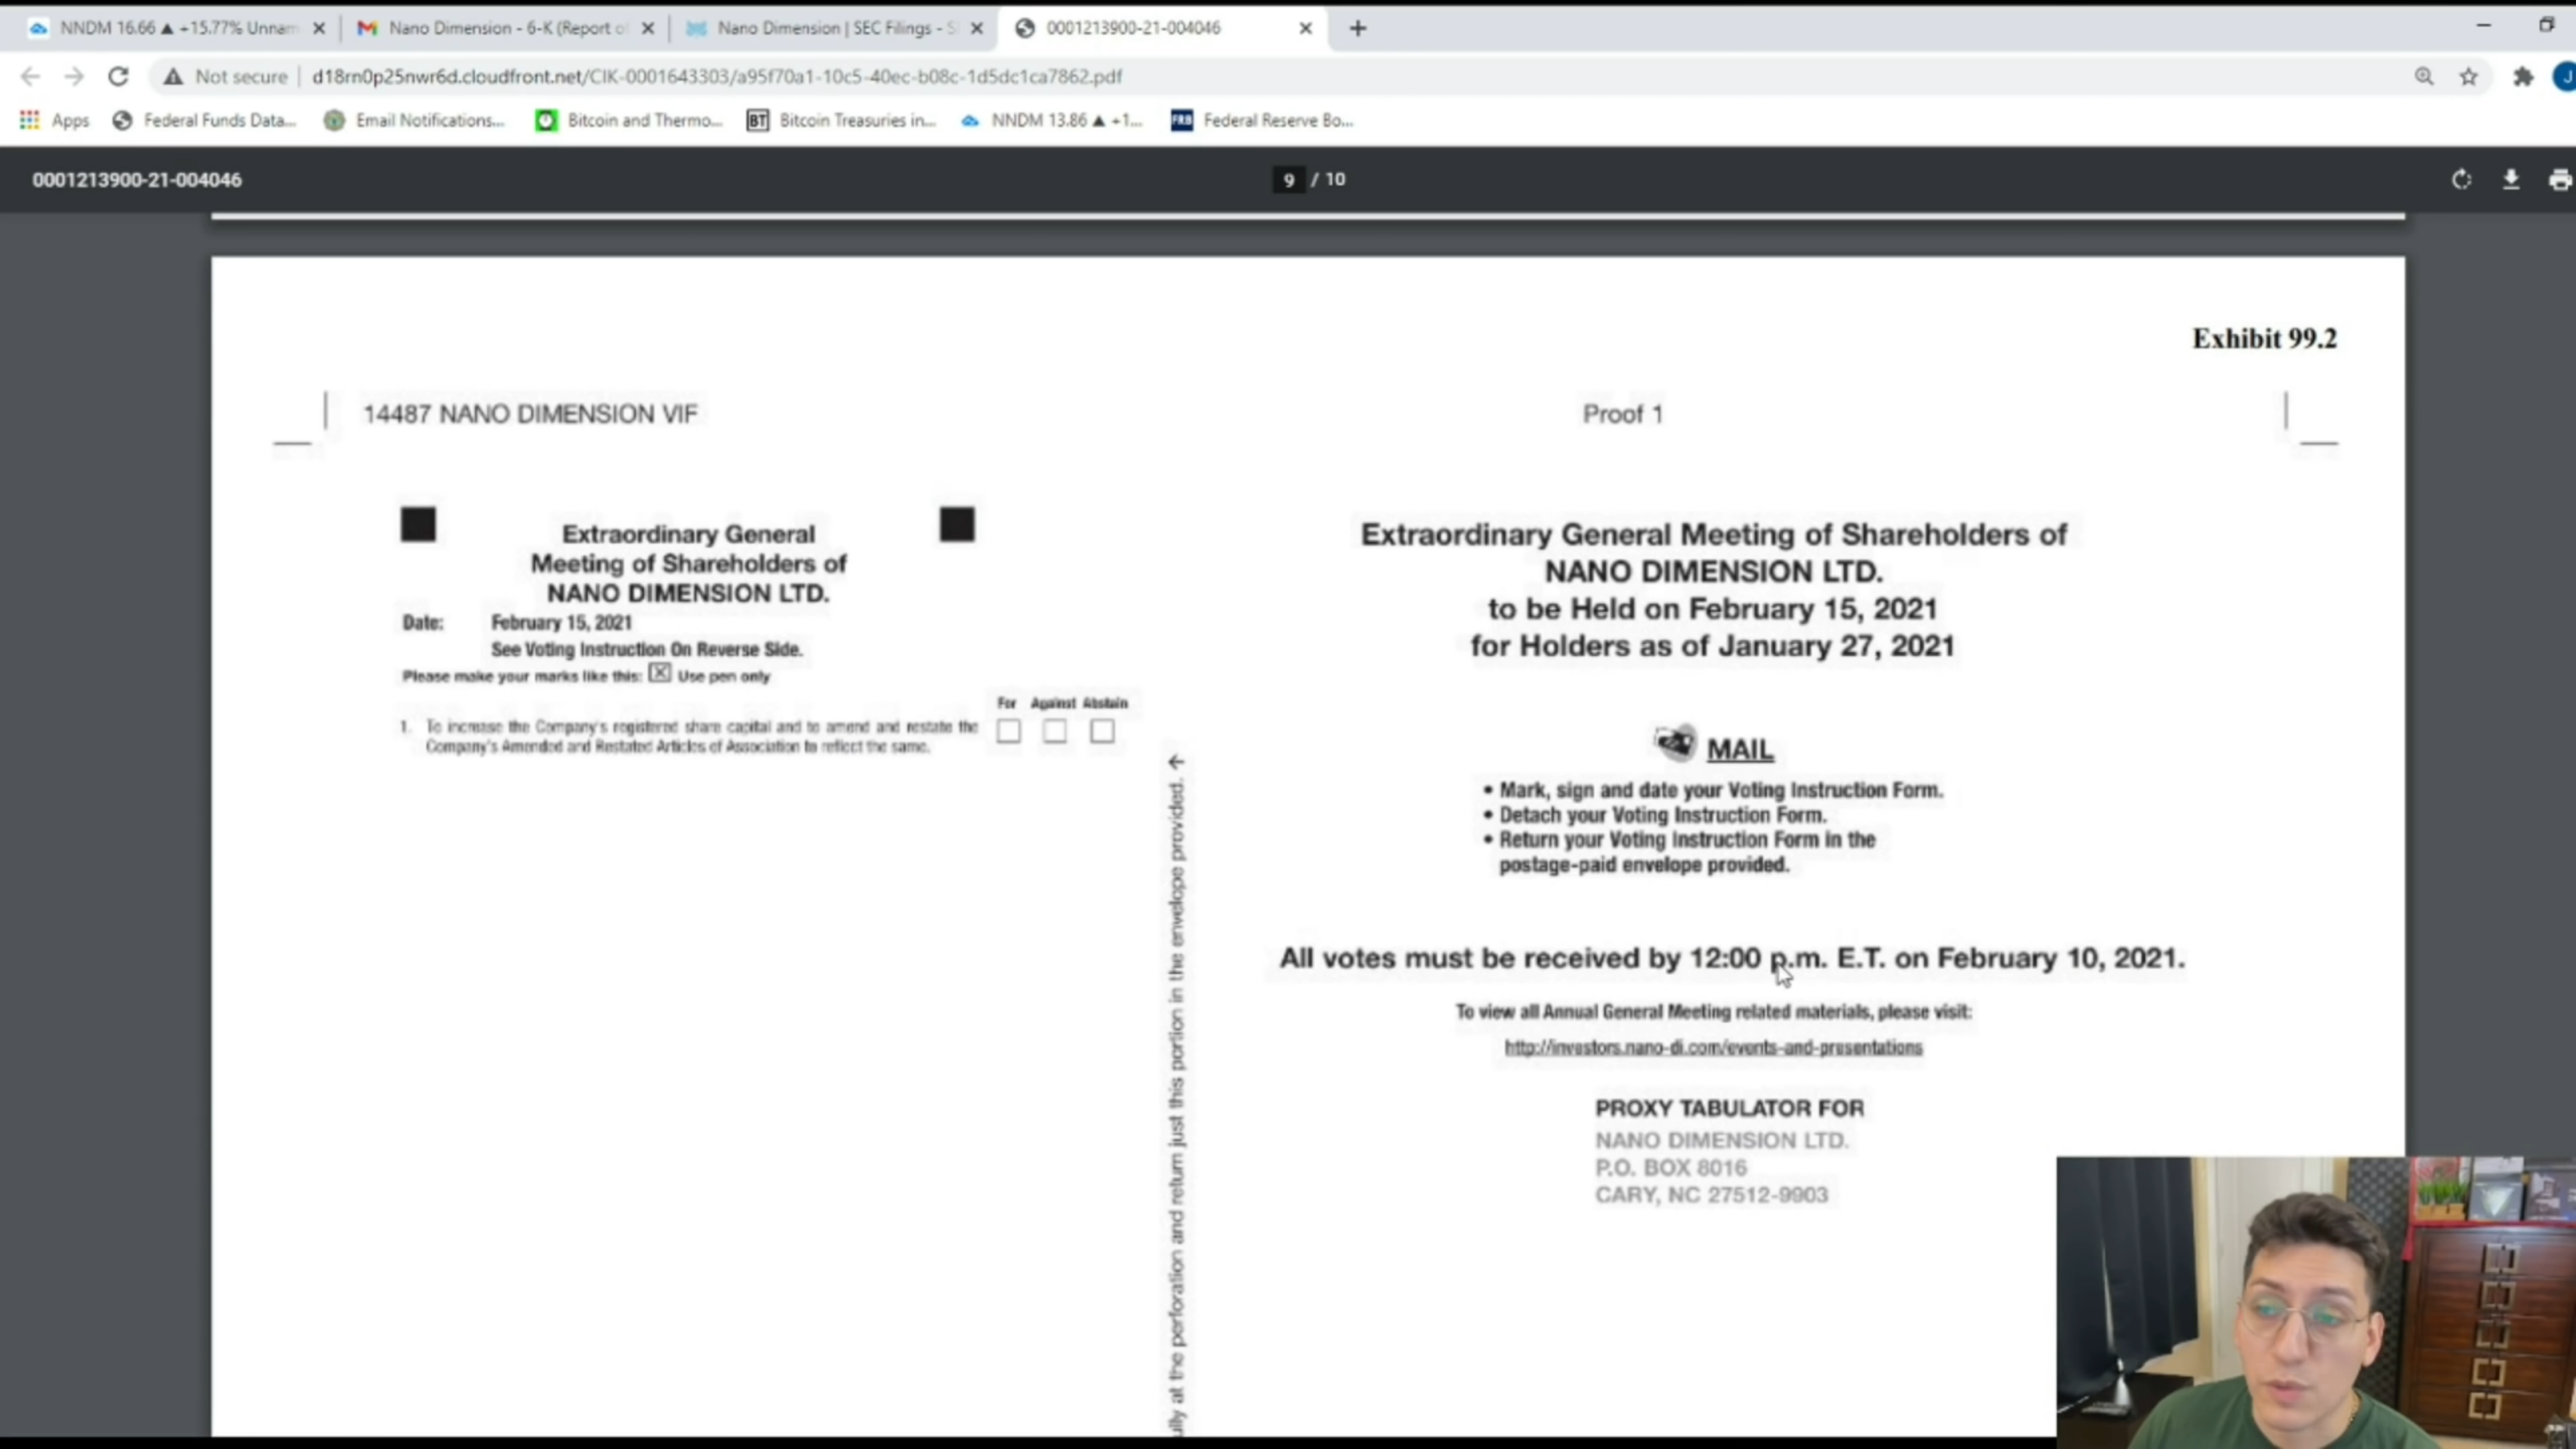 NNDM 16.66 ▲ +15.77% Unnam
Nano Dimension - 6-K (Report of
Nano Dimension | SEC Filings - S
0001213900-21-004046
Not secure
d18rn0p25nwr6d.cloudfront.net/CIK-0001643303/a95f70a1-10c5-40ec-b08c-1d5dc1ca7862.pdf
J
Apps
Federal Funds Data...
Email Notifications...
Bitcoin and Thermo...
BT
Bitcoin Treasuries in...
NNDM 13.86 ▲ +1...
FRB
Federal Reserve Bo...
0001213900-21-004046
9 / 10
Exhibit 99.2
14487 NANO DIMENSION VIF
Proof 1
Extraordinary General
Meeting of Shareholders of
NANO DIMENSION LTD.
Date: February 15, 2021
See Voting Instruction On Reverse Side.
Please make your marks like this: ☒ Use pen only
For Against Abstain
1. To increase the Company's registered share capital and to amend and restate the
Company's Amended and Restated Articles of Association to reflect the same.
Extraordinary General Meeting of Shareholders of
NANO DIMENSION LTD.
to be Held on February 15, 2021
for Holders as of January 27, 2021
MAIL
• Mark, sign and date your Voting Instruction Form.
• Detach your Voting Instruction Form.
• Return your Voting Instruction Form in the
postage-paid envelope provided.
All votes must be received by 12:00 p.m. E.T. on February 10, 2021.
To view all Annual General Meeting related materials, please visit:
http://investors.nano-di.com/events-and-presentations
PROXY TABULATOR FOR
NANO DIMENSION LTD.
P.O. BOX 8016
CARY, NC 27512-9903
at the perforation and return just this portion in the envelope provided.